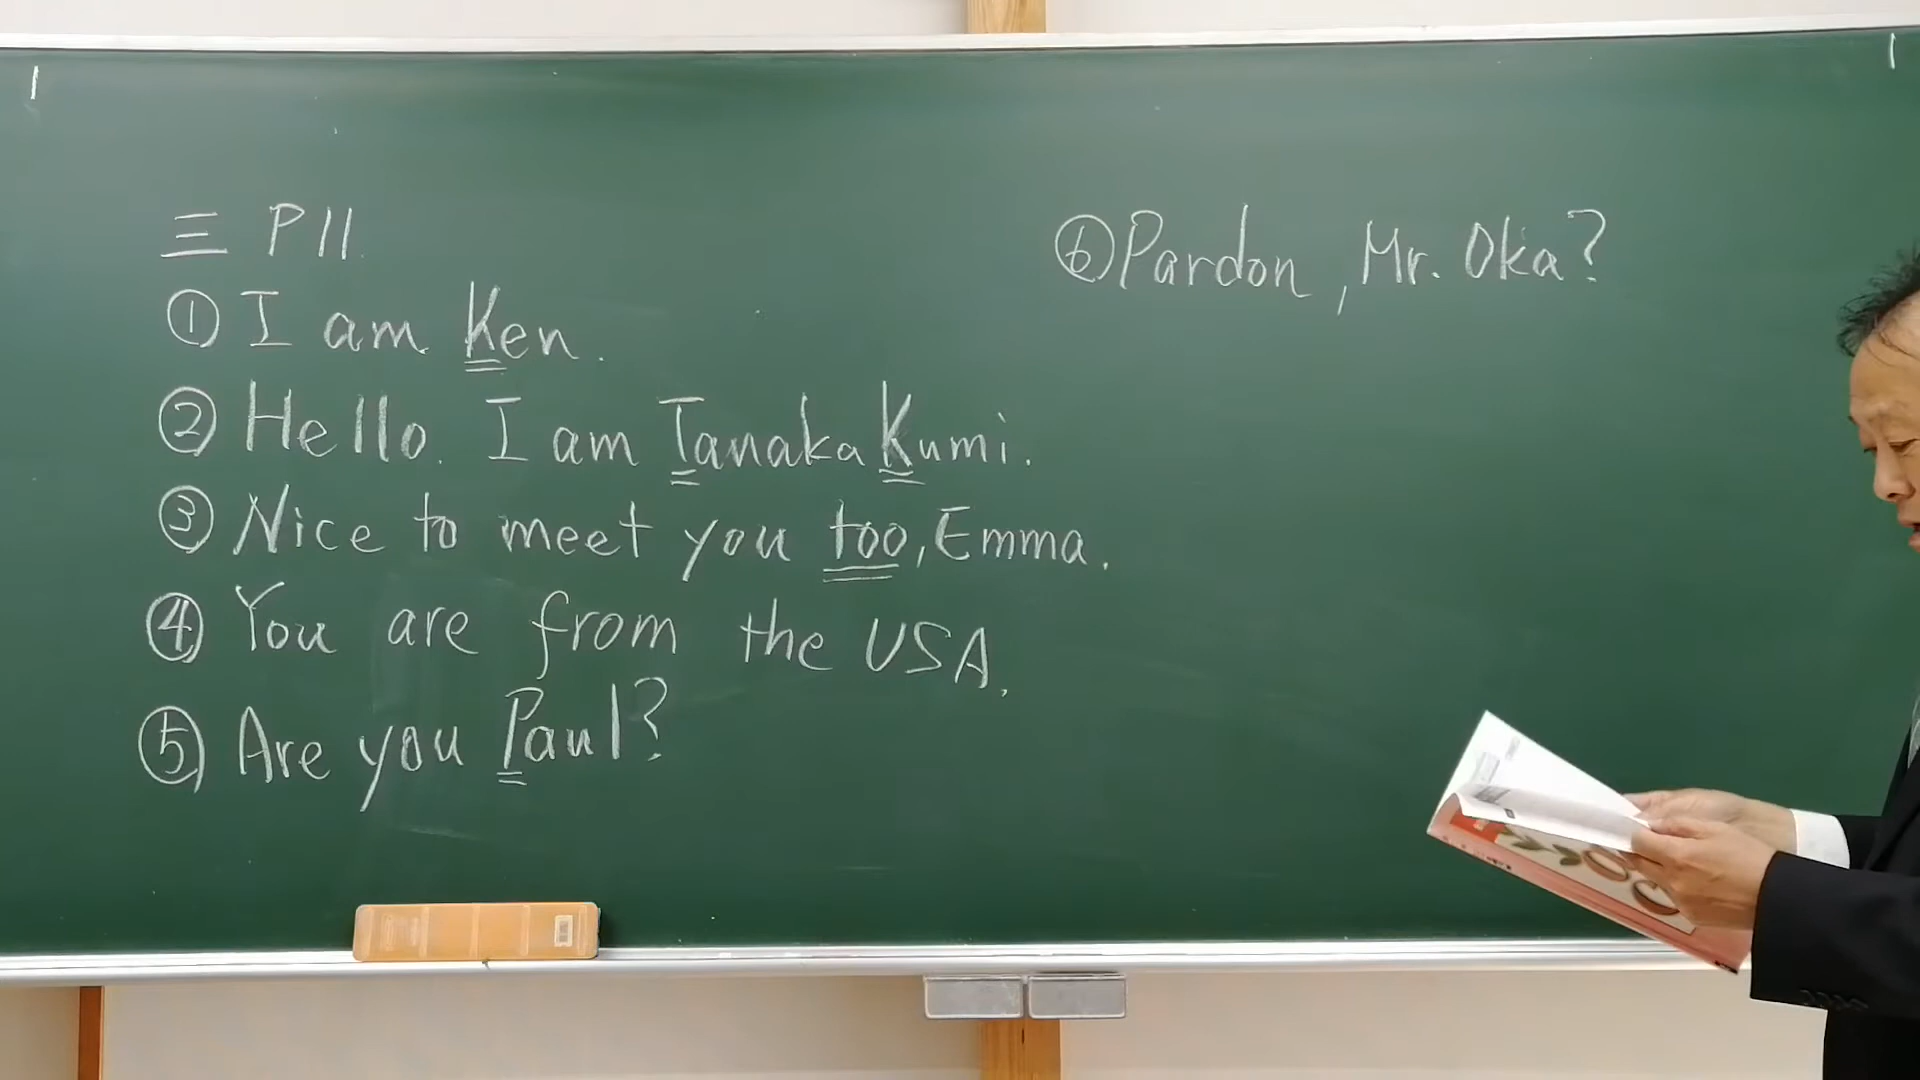 三 P11.
① I am Ken.
② Hello. I am Tanaka Kumi.
③ Nice to meet you too, Emma.
④ You are from the USA.
⑤ Are you Paul?
⑥ Pardon, Mr. Oka?